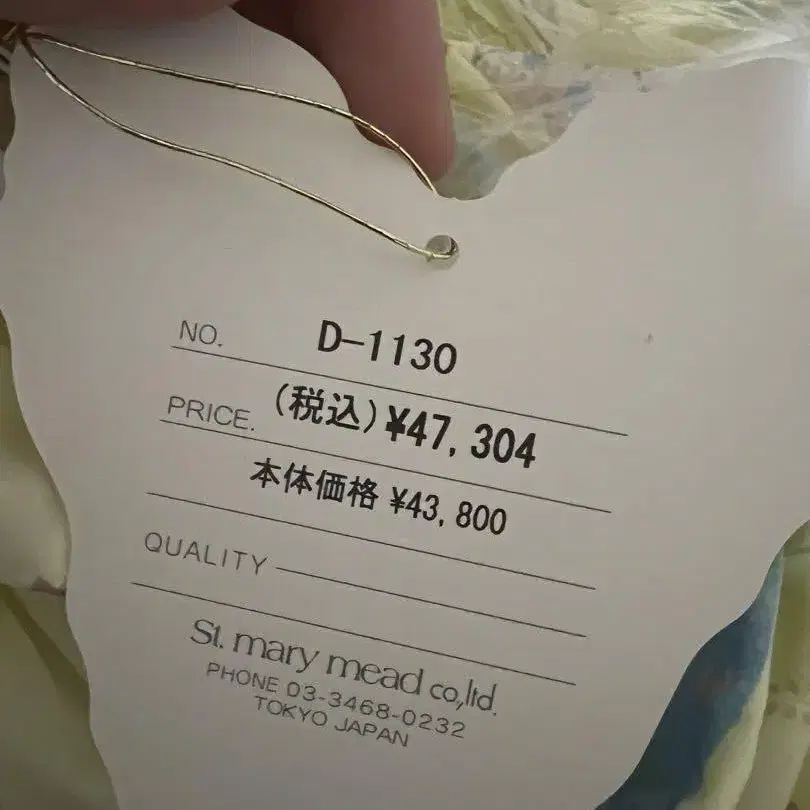 NO. D-1130
PRICE. (税込)¥47,304
本体価格 ¥43,800
QUALITY
St. mary mead co.,ltd.
PHONE 03-3468-0232
TOKYO JAPAN